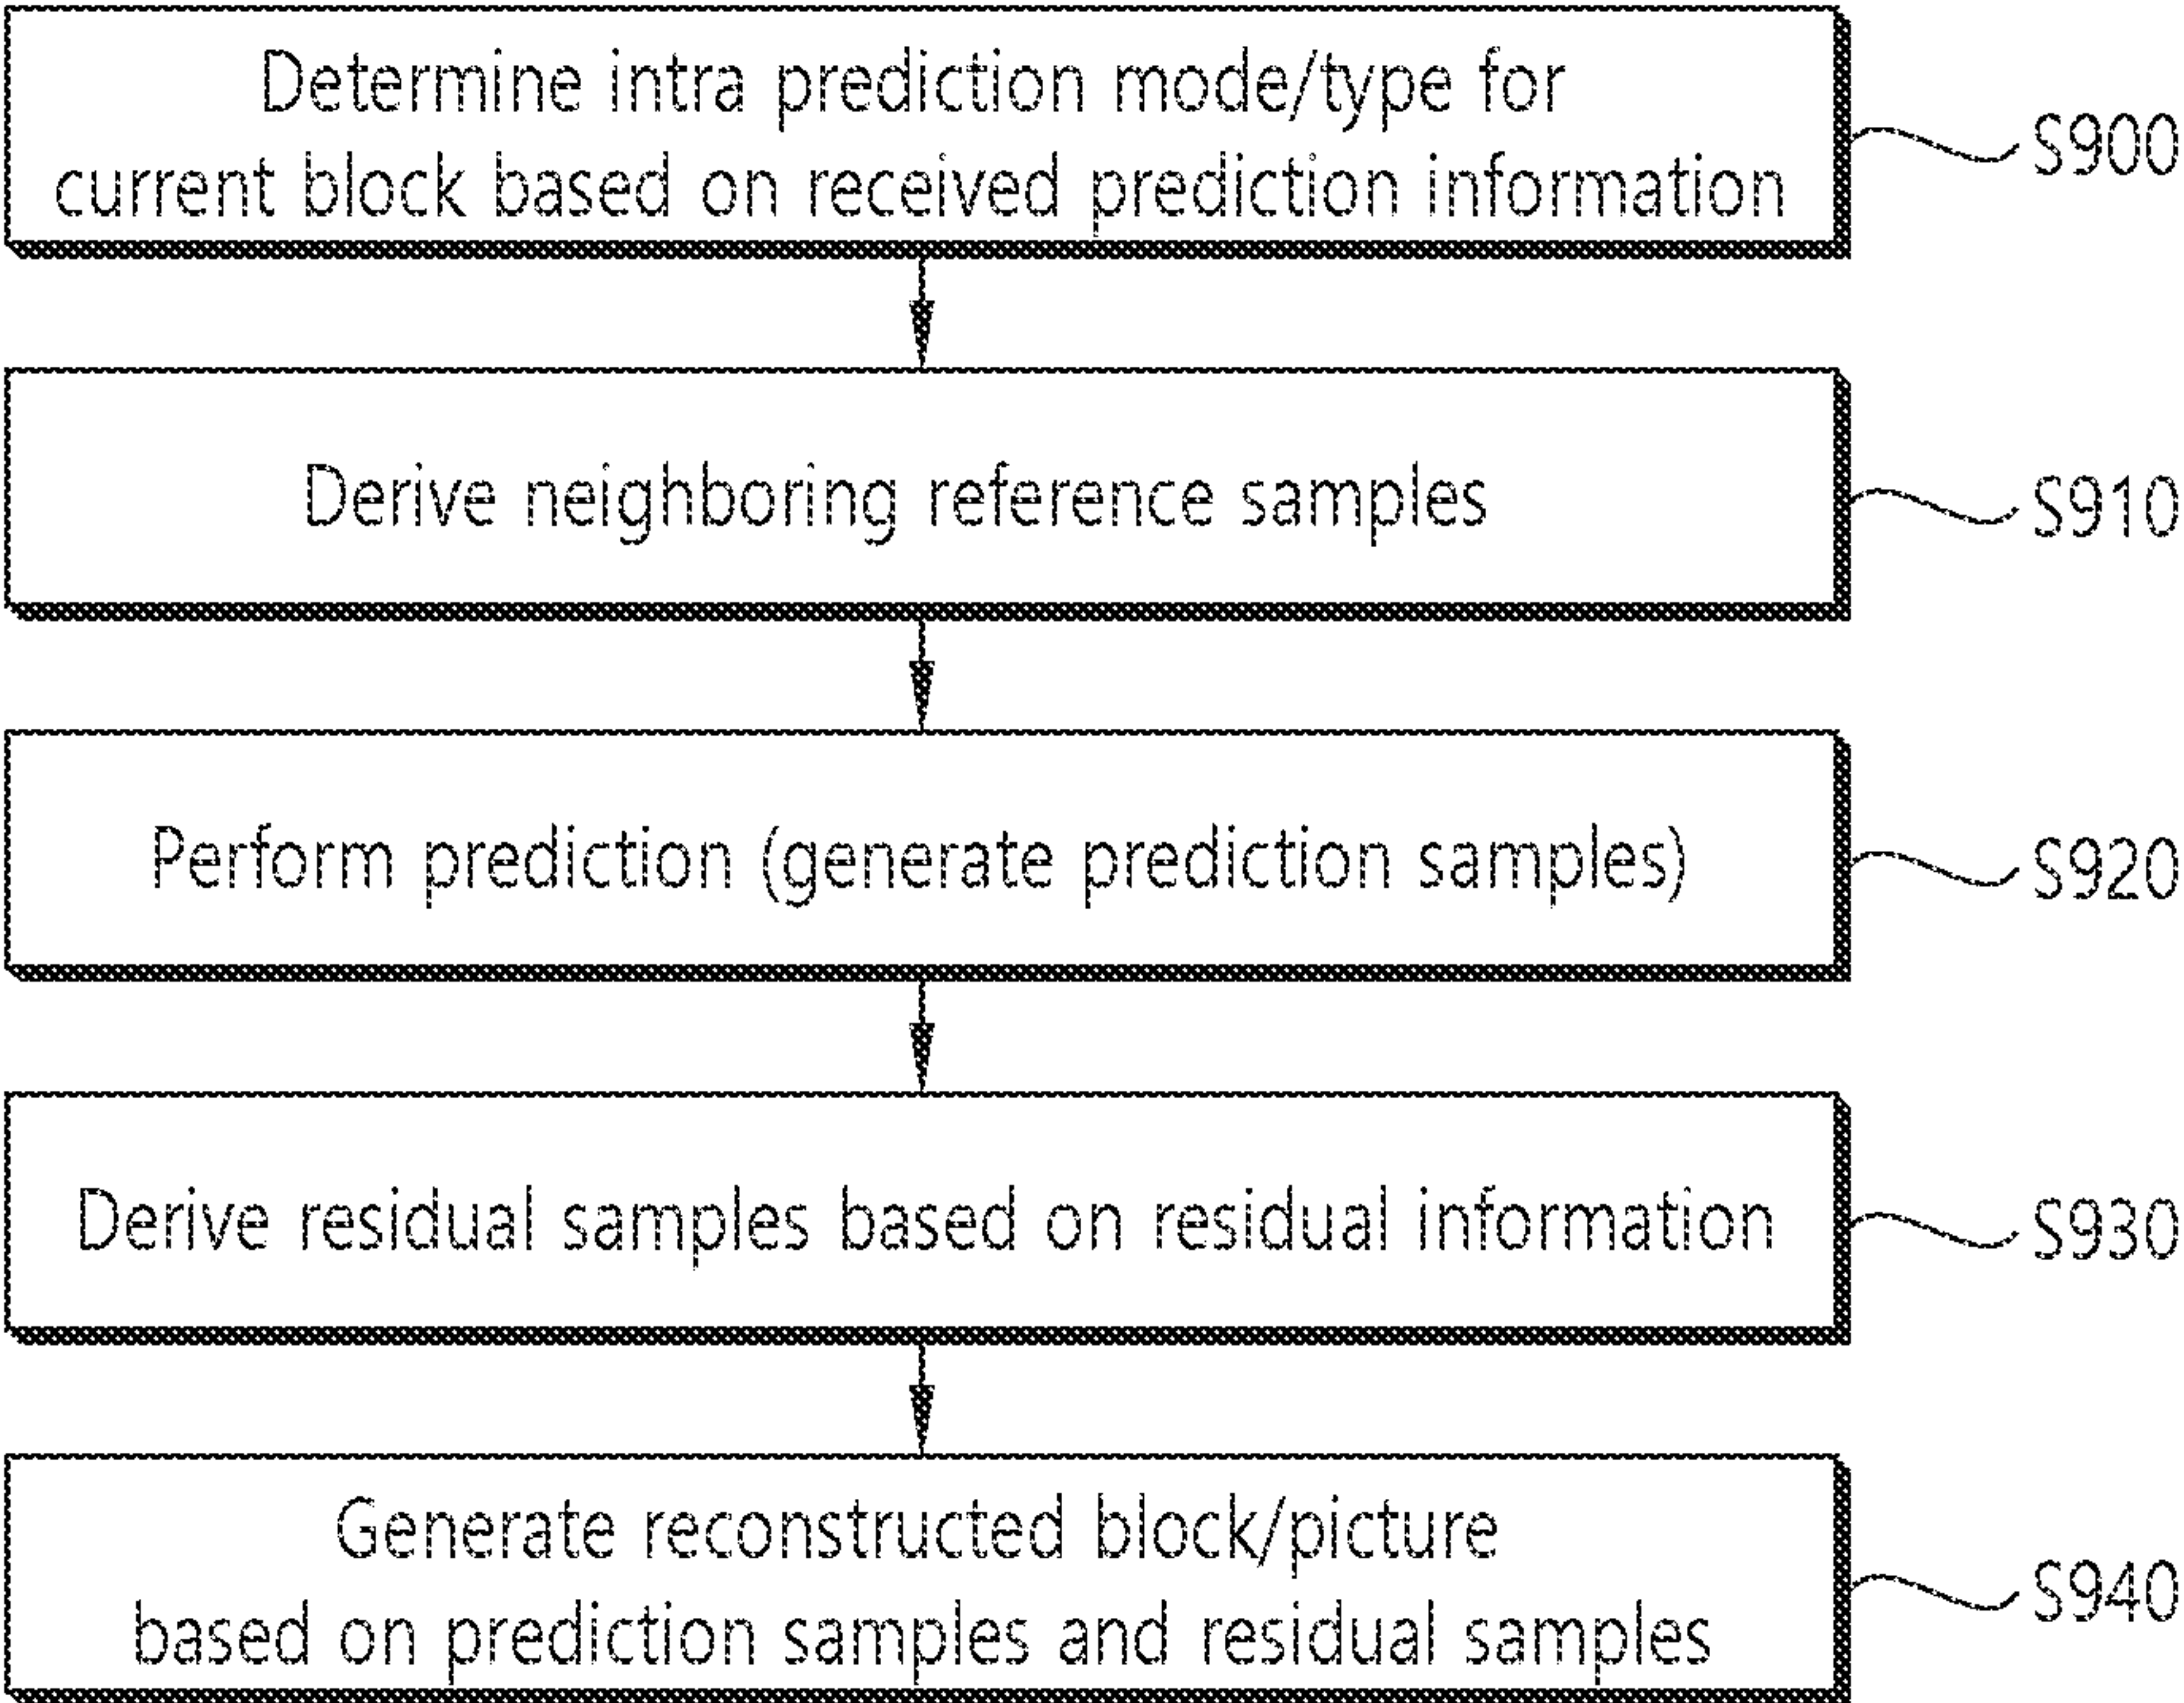 Determine intra prediction mode/type for
current block based on received prediction information
S900
Derive neighboring reference samples
S910
Perform prediction (generate prediction samples)
S920
Derive residual samples based on residual information
S930
Generate reconstructed block/picture
based on prediction samples and residual samples
S940